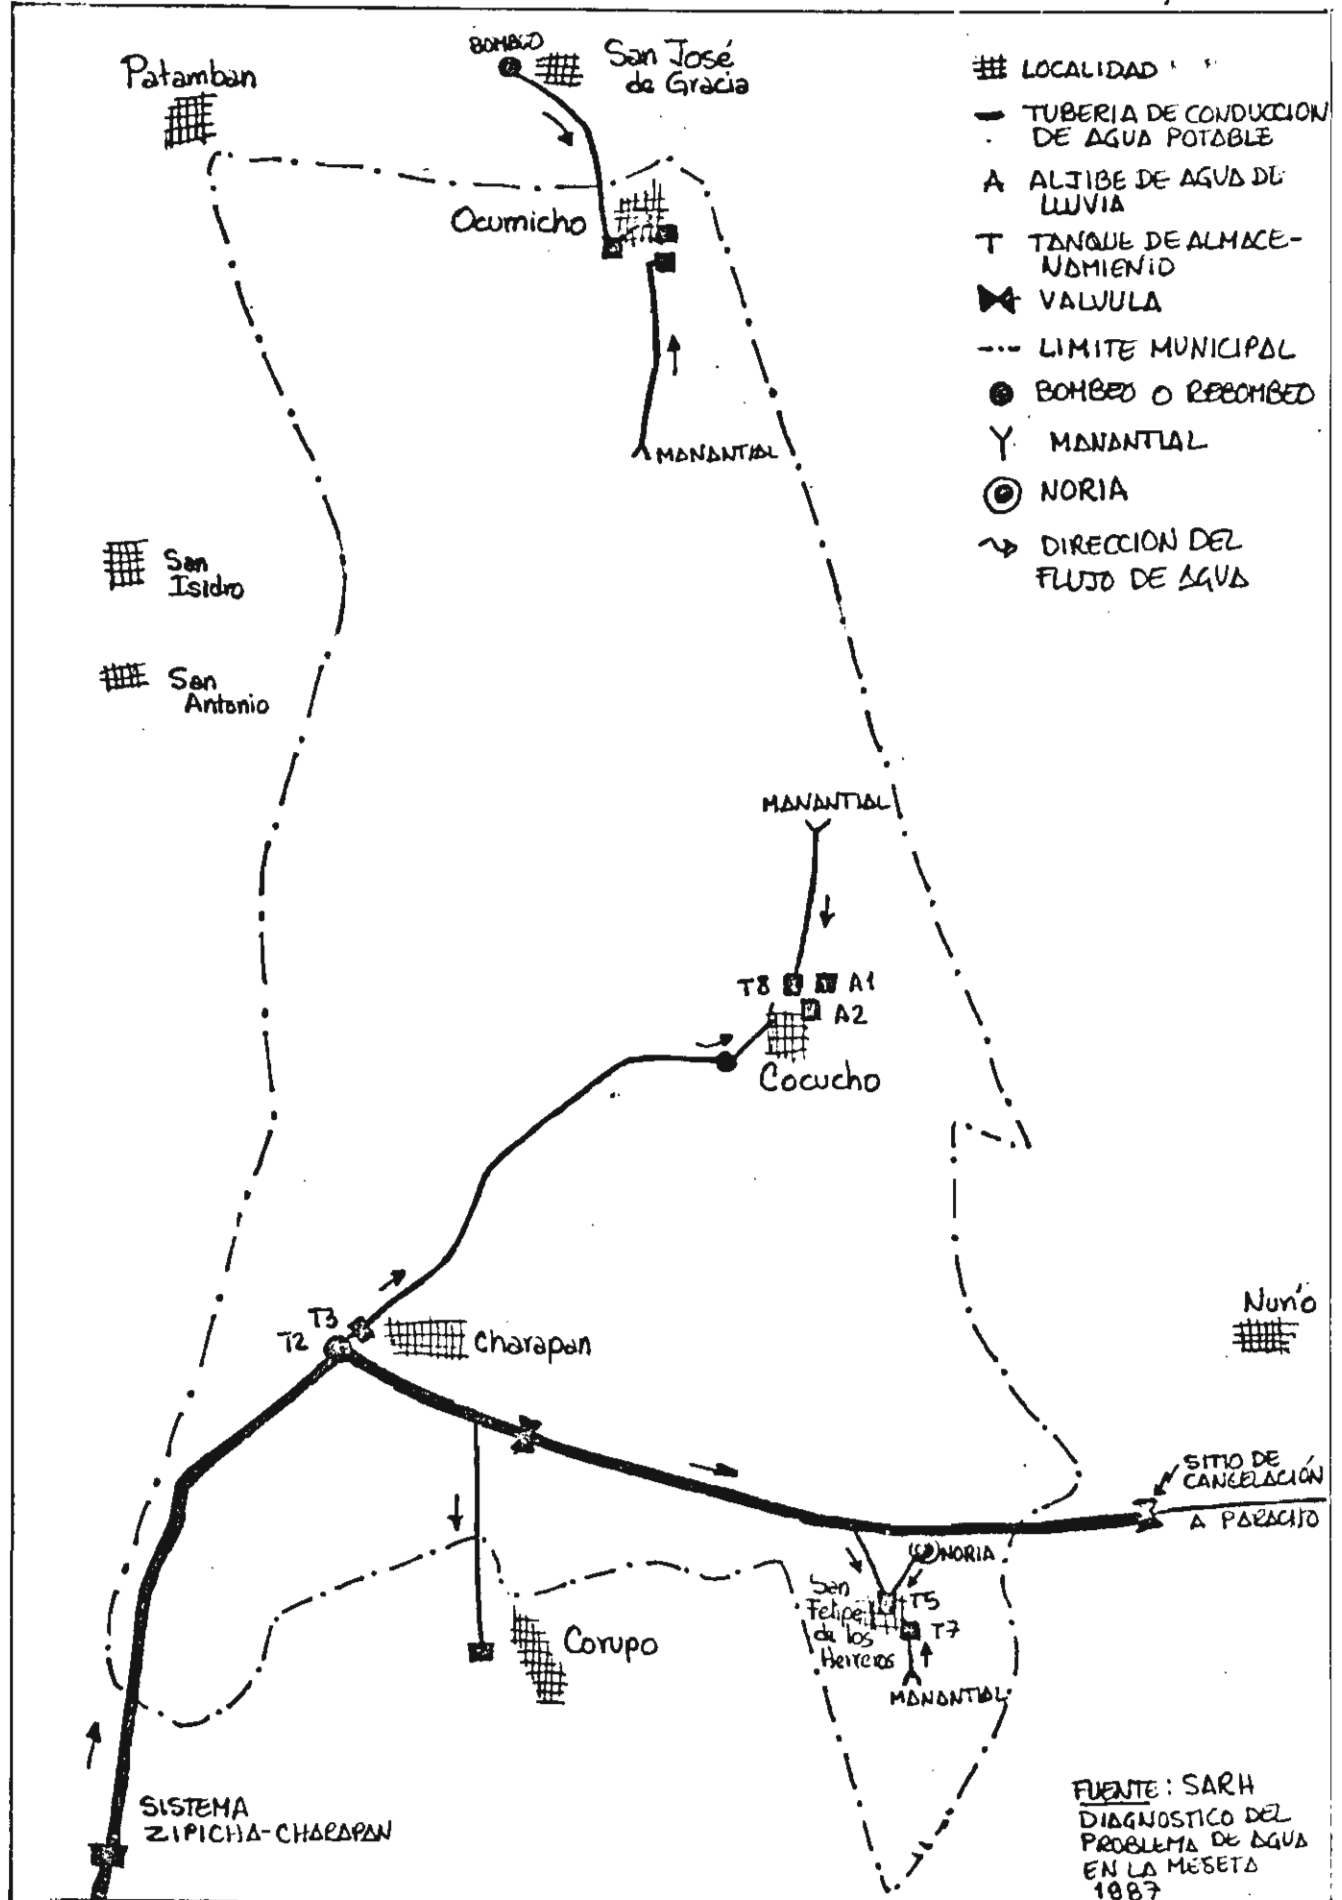 BOMBEO
San José
de Gracia
Patamban
Ocumicho
MANANTIAL
LOCALIDAD
TUBERIA DE CONDUCCION
DE AGUA POTABLE
A ALJIBE DE AGUA DE
LLUVIA
T TANQUE DE ALMACE-
NAMIENTO
VALVULA
LIMITE MUNICIPAL
BOMBEO O REBOMBEO
MANANTIAL
NORIA
DIRECCION DEL
FLUJO DE AGUA
San
Isidro
San
Antonio
MANANTIAL
T8
A1
A2
Cocucho
T3
T2
Charapan
Nurío
SITIO DE
CANCELACIÓN
A PARACHO
NORIA
San
Felipe
de los
Herreros
T5
T7
MANANTIAL
Corupo
SISTEMA
ZIPICHA-CHARAPAN
FUENTE: SARH
DIAGNOSTICO DEL
PROBLEMA DE AGUA
EN LA MESETA
1987